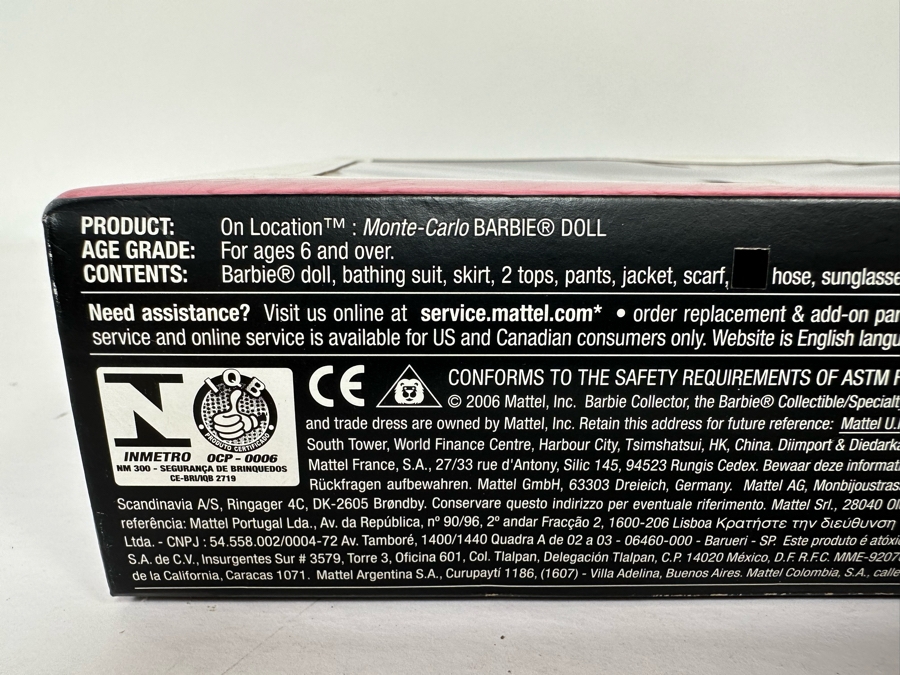 PRODUCT: On Location™ : Monte-Carlo BARBIE® DOLL
AGE GRADE: For ages 6 and over.
CONTENTS: Barbie® doll, bathing suit, skirt, 2 tops, pants, jacket, scarf, hose, sunglasse
Need assistance? Visit us online at service.mattel.com* • order replacement & add-on par
service and online service is available for US and Canadian consumers only. Website is English langu
IQB
PRODUTO CERTIFICADO
INMETRO OCP - 0006
NM 300 - SEGURANÇA DE BRINQUEDOS
CE-BRI/IQB 2719
CE
CONFORMS TO THE SAFETY REQUIREMENTS OF ASTM F
© 2006 Mattel, Inc. Barbie Collector, the Barbie® Collectible/Specialty
and trade dress are owned by Mattel, Inc. Retain this address for future reference: Mattel U.
South Tower, World Finance Centre, Harbour City, Tsimshatsui, HK, China. Diimport & Diedarka
Mattel France, S.A., 27/33 rue d'Antony, Silic 145, 94523 Rungis Cedex. Bewaar deze informati
Rückfragen aufbewahren. Mattel GmbH, 63303 Dreieich, Germany. Mattel AG, Monbijoustras
Scandinavia A/S, Ringager 4C, DK-2605 Brøndby. Conservare questo indirizzo per eventuale riferimento. Mattel Srl., 28040 Ol
referência: Mattel Portugal Lda., Av. da República, nº 90/96, 2º andar Fracção 2, 1600-206 Lisboa Κρατήστε την διεύθυνση
Ltda. - CNPJ : 54.558.002/0004-72 Av. Tamboré, 1400/1440 Quadra A de 02 a 03 - 06460-000 - Barueri - SP. Este produto é atóxi
S.A. de C.V., Insurgentes Sur # 3579, Torre 3, Oficina 601, Col. Tlalpan, Delegación Tlalpan, C.P. 14020 México, D.F. R.F.C. MME-9207
de la California, Caracas 1071. Mattel Argentina S.A., Curupaytí 1186, (1607) - Villa Adelina, Buenos Aires. Mattel Colombia, S.A., calle